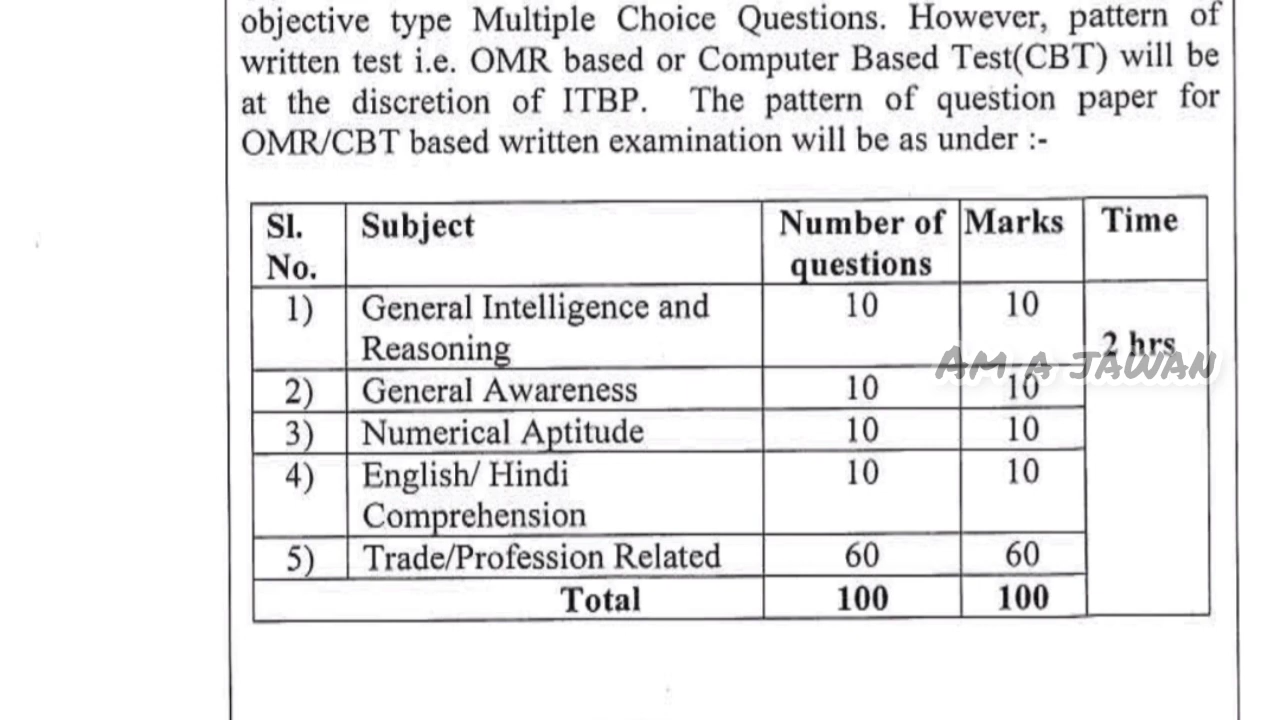 objective type Multiple Choice Questions. However, pattern of
written test i.e. OMR based or Computer Based Test(CBT) will be
at the discretion of ITBP. The pattern of question paper for
OMR/CBT based written examination will be as under :-
Sl. No. Subject Number of questions Marks Time
1) General Intelligence and Reasoning 10 10 2 hrs
2) General Awareness 10 10
3) Numerical Aptitude 10 10
4) English/ Hindi Comprehension 10 10
5) Trade/Profession Related 60 60
Total 100 100
AM A JAWAN